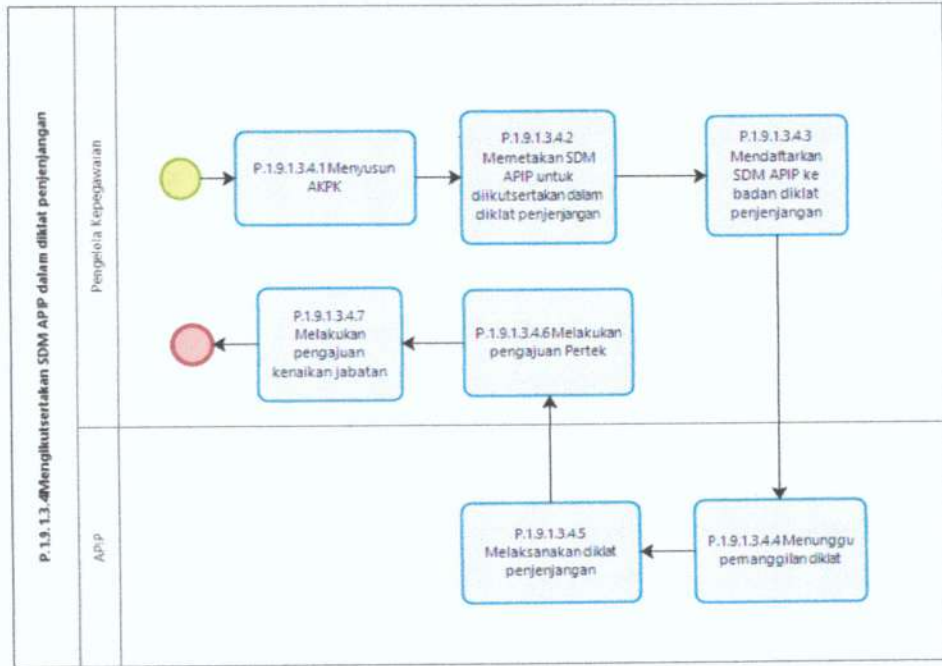 P.1.9.1.3.4Mengikutsertakan SDM APIP dalam diklat penjenjangan
Pengelola Kepegawaian
P.1.9.1.3.4.1 Menyusun
AKPK
P.1.9.1.3.4.2
Memetakan SDM
APIP untuk
diikutsertakan dalam
diklat penjenjangan
P.1.9.1.3.4.3
Mendaftarkan
SDM APIP ke
badan diklat
penjenjangan
P.1.9.1.3.4.7
Melakukan
pengajuan
kenaikan jabatan
P.1.9.1.3.4.6 Melakukan
pengajuan Pertek
APIP
P.1.9.1.3.4.5
Melaksanakan diklat
penjenjangan
P.1.9.1.3.4.4 Menunggu
pemanggilan diklat